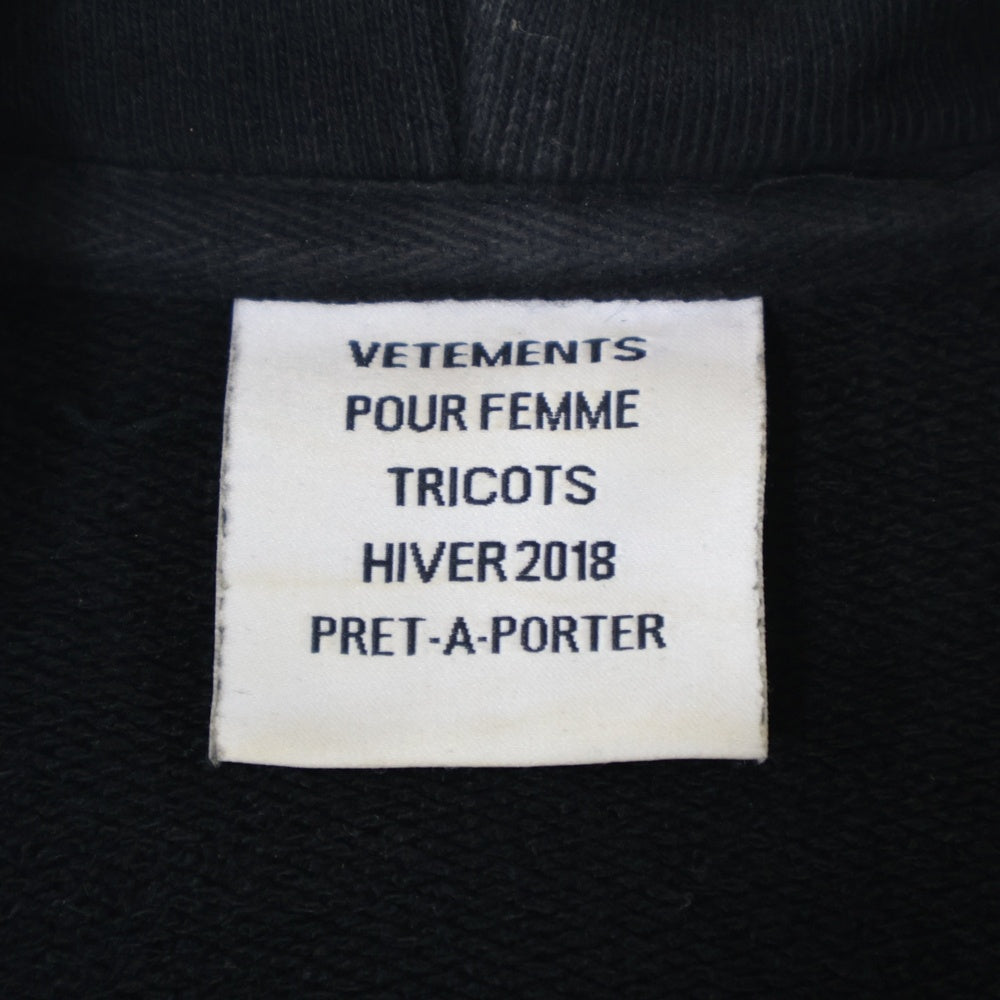 VETEMENTS
POUR FEMME
TRICOTS
HIVER 2018
PRET-A-PORTER